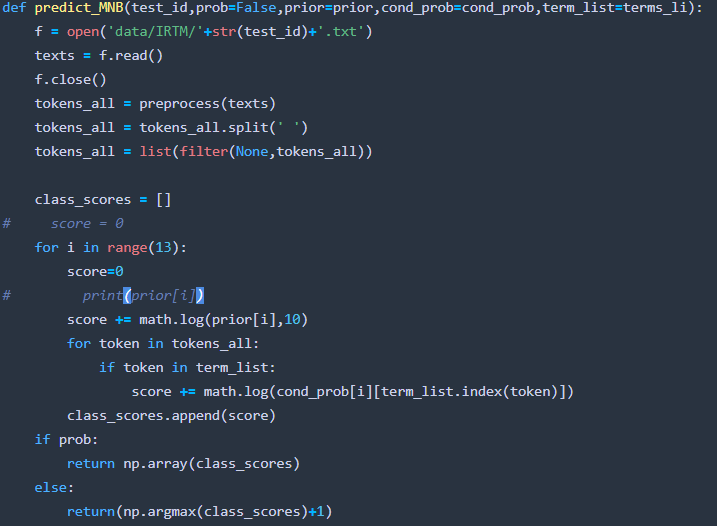 def predict_MNB(test_id,prob=False,prior=prior,cond_prob=cond_prob,term_list=terms_li):
    f = open('data/IRTM/'+str(test_id)+'.txt')
    texts = f.read()
    f.close()
    tokens_all = preprocess(texts)
    tokens_all = tokens_all.split(' ')
    tokens_all = list(filter(None,tokens_all))

    class_scores = []
#     score = 0
    for i in range(13):
        score=0
#         print(prior[i])
        score += math.log(prior[i],10)
        for token in tokens_all:
            if token in term_list:
                score += math.log(cond_prob[i][term_list.index(token)])
        class_scores.append(score)
    if prob:
        return np.array(class_scores)
    else:
        return(np.argmax(class_scores)+1)